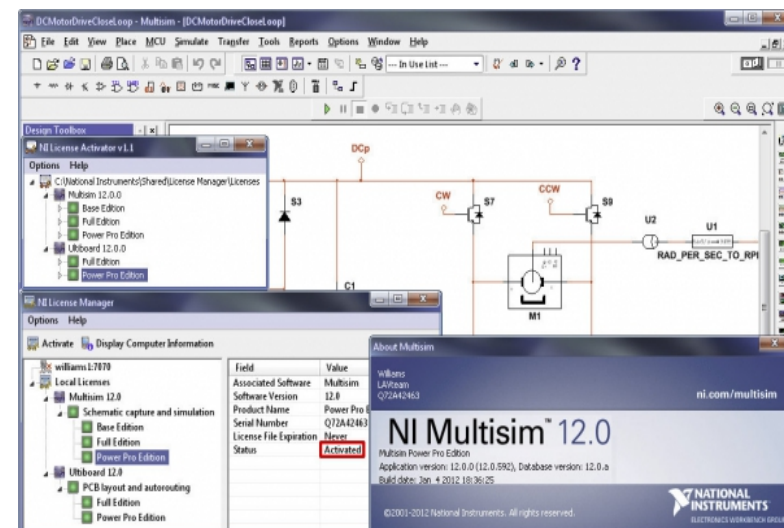 DCMotorDriveCloseLoop - Multisim - [DCMotorDriveCloseLoop]
File Edit View Place MCU Simulate Transfer Tools Reports Options Window Help
--- In Use List ---
Design Toolbox
NI License Activator v1.1
Options Help
C:\National Instruments\Shared\License Manager\Licenses
Multisim 12.0.0
Base Edition
Full Edition
Power Pro Edition
Ultiboard 12.0.0
Full Edition
Power Pro Edition
DCp
S3
CW
S7
CCW
S9
U2
U1
RAD_PER_SEC_TO_RPM
C1
M1
NI License Manager
Options Help
Activate Display Computer Information
williams1:7070
Local Licenses
Multisim 12.0
Schematic capture and simulation
Base Edition
Full Edition
Power Pro Edition
Ultiboard 12.0
PCB layout and autorouting
Full Edition
Power Pro Edition
Field Value
Associated Software Multisim
Software Version 12.0
Product Name Power Pro E
Serial Number Q72A42463
License File Expiration Never
Status Activated
About Multisim
Williams
LAVteam
Q72A42463
ni.com/multisim
NI Multisim™ 12.0
Multisim Power Pro Edition
Application version: 12.0.0 (12.0.592), Database version: 12.0.a
Build date: Jan 4 2012 18:36:25
©2001-2012 National Instruments. All rights reserved.
NATIONAL
INSTRUMENTS
ELECTRONICS WORKBENCH GROUP